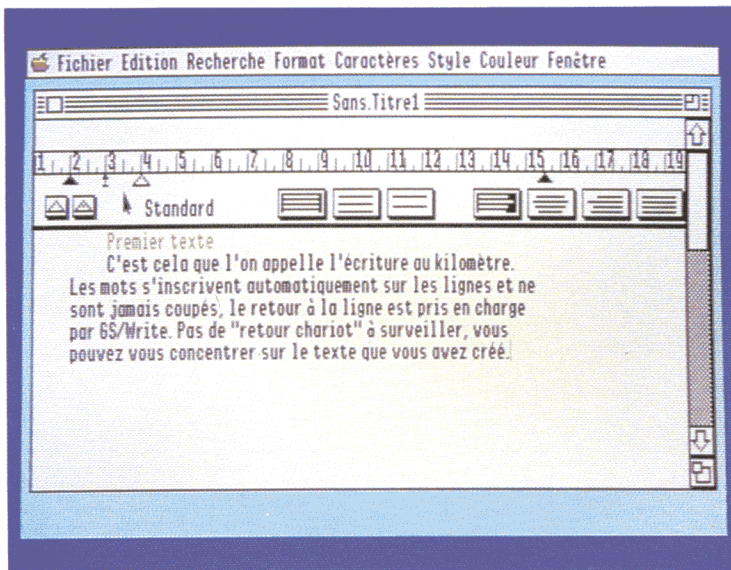 Fichier Edition Recherche Format Caractères Style Couleur Fenêtre
Sans.Titre1
1 2 3 4 5 6 7 8 9 10 11 12 13 14 15 16 17 18 19
Standard
Premier texte
C'est cela que l'on appelle l'écriture au kilomètre.
Les mots s'inscrivent automatiquement sur les lignes et ne
sont jamais coupés, le retour à la ligne est pris en charge
par GS/Write. Pas de "retour chariot" à surveiller, vous
pouvez vous concentrer sur le texte que vous avez créé.